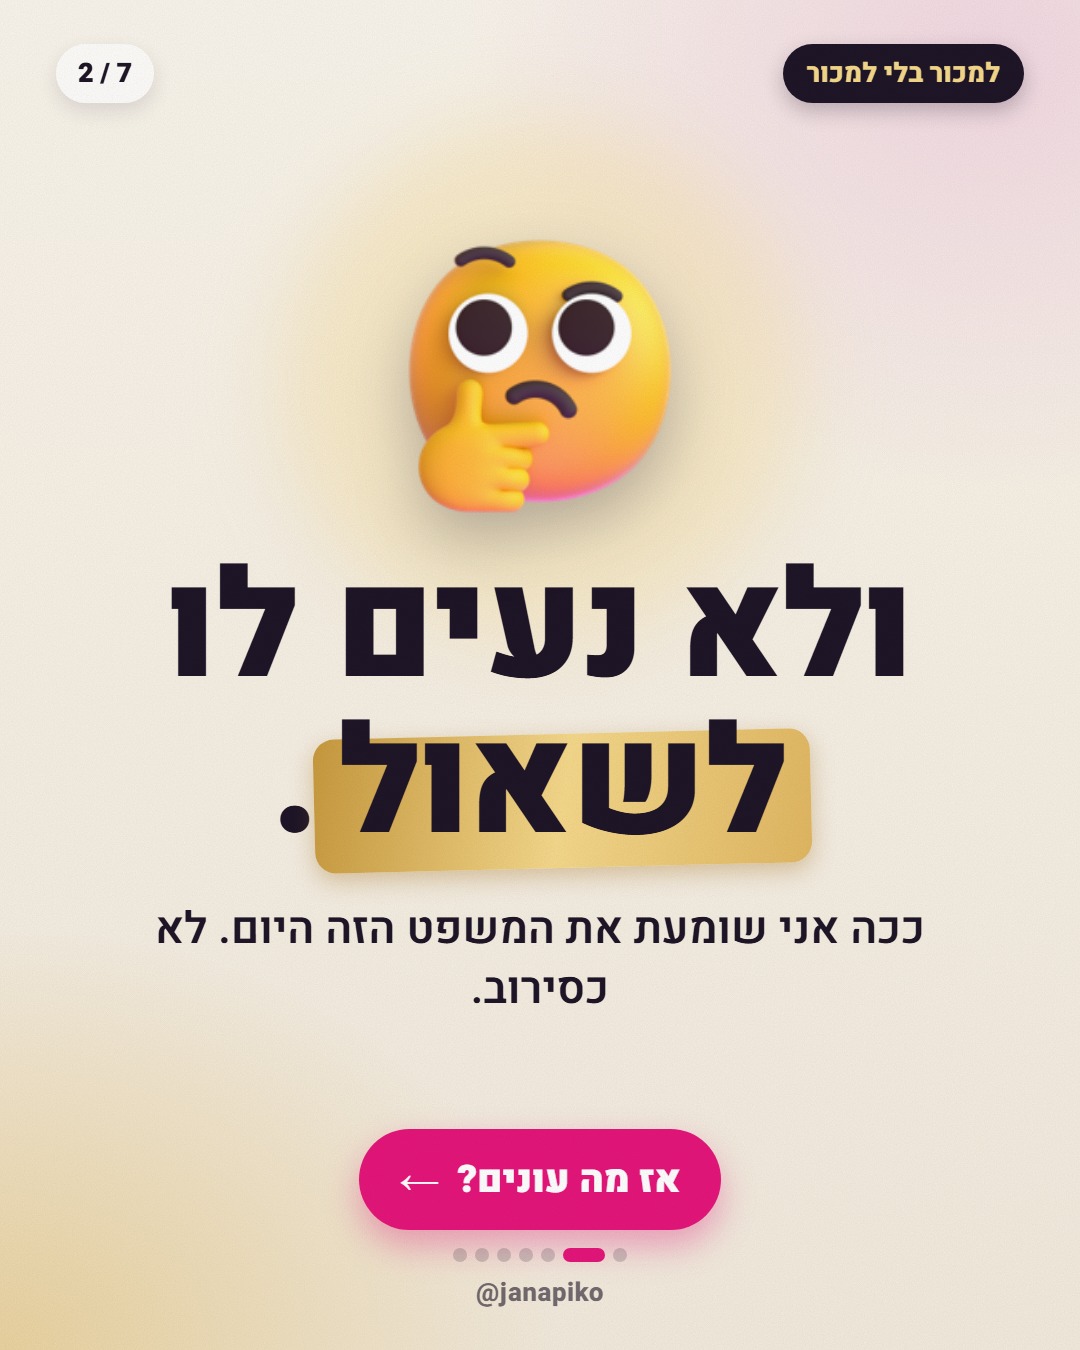 למכור בלי למכור
2 / 7
ולא נעים לו
לשאול.
ככה אני שומעת את המשפט הזה היום. לא
כסירוב.
אז מה עונים? ←
@janapiko